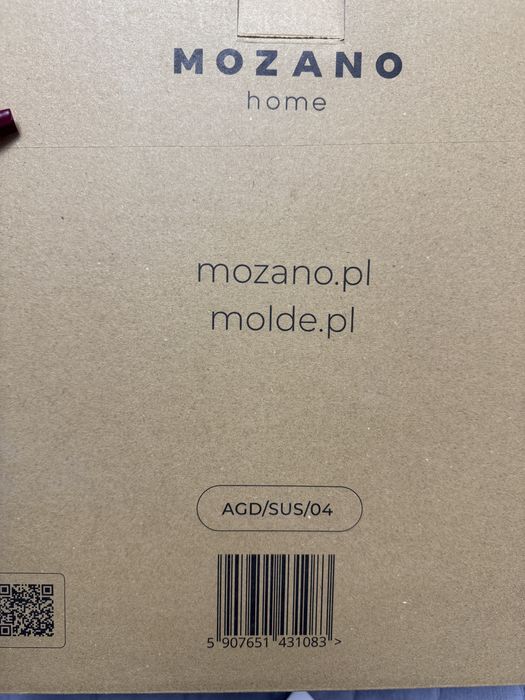 MOZANO
home
mozano.pl
molde.pl
AGD/SUS/04
5 907651 431083 >